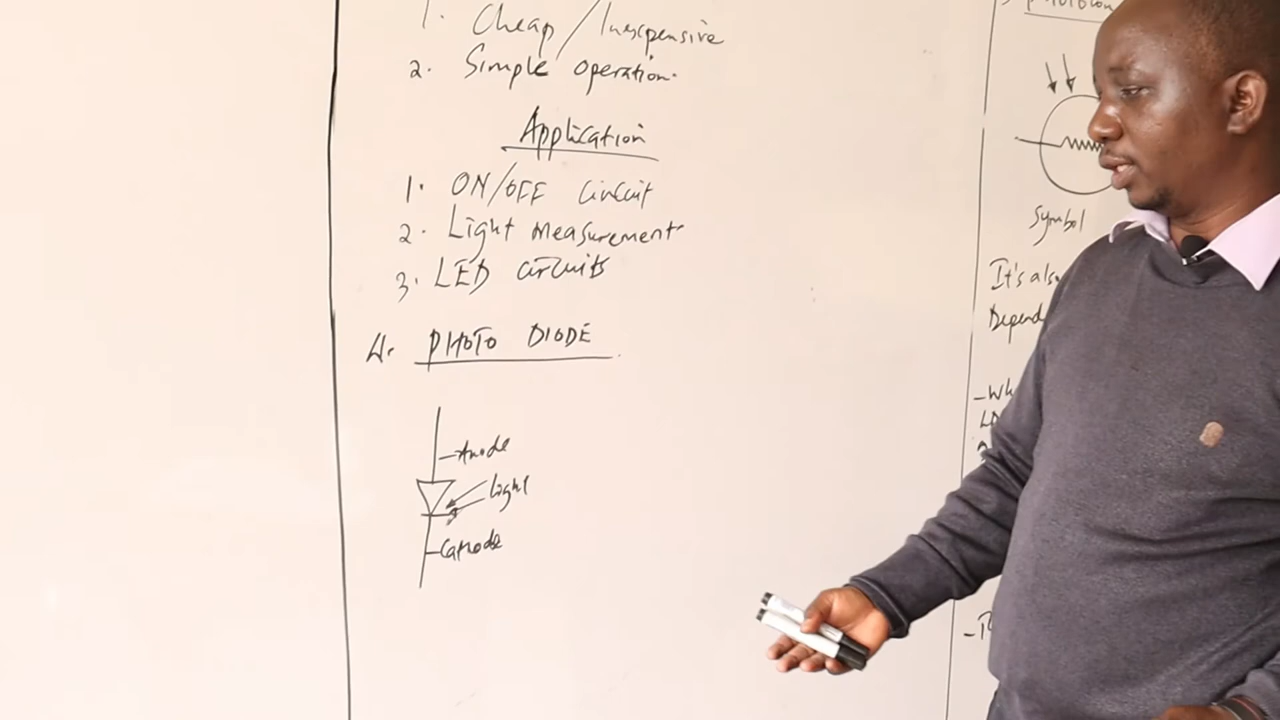 1. Cheap / Inexpensive
2. Simple operation.
Application
1. ON/OFF circuit
2. Light measurement
3. LED circuits
4. PHOTO DIODE
Anode
Light
Cathode
Symbol
It's also
Depend